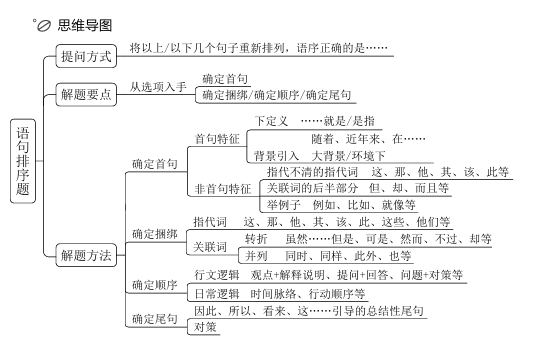 思维导图
语句排序题
提问方式
将以上/以下几个句子重新排列，语序正确的是……
解题要点
从选项入手
确定首句
确定捆绑/确定顺序/确定尾句
解题方法
确定首句
首句特征
下定义 ……就是/是指
背景引入
随着、近年来、在……
大背景/环境下
非首句特征
指代不清的指代词 这、那、他、其、该、此等
关联词的后半部分 但、却、而且等
举例子 例如、比如、就像等
确定捆绑
指代词 这、那、他、其、该、此、这些、他们等
关联词
转折 虽然……但是、可是、然而、不过、却等
并列 同时、同样、此外、也等
确定顺序
行文逻辑 观点+解释说明、提问+回答、问题+对策等
日常逻辑 时间脉络、行动顺序等
确定尾句
因此、所以、看来、这……引导的总结性尾句
对策